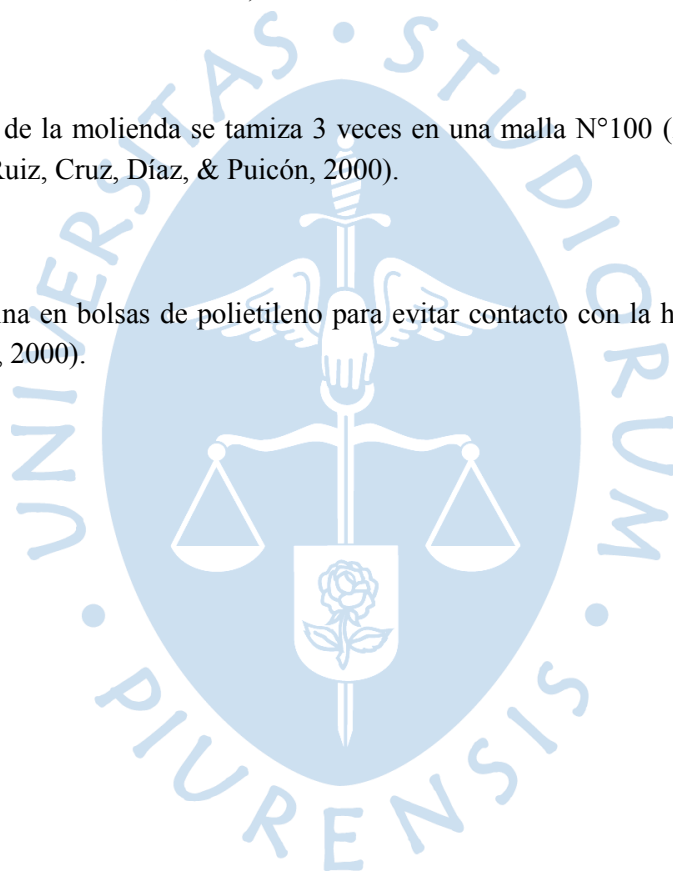 de la molienda se tamiza 3 veces en una malla N°100 (
Ruiz, Cruz, Díaz, & Puicón, 2000).
ina en bolsas de polietileno para evitar contacto con la h
, 2000).
UNIVERSITAS • STUDIORUM • PIURENSIS •